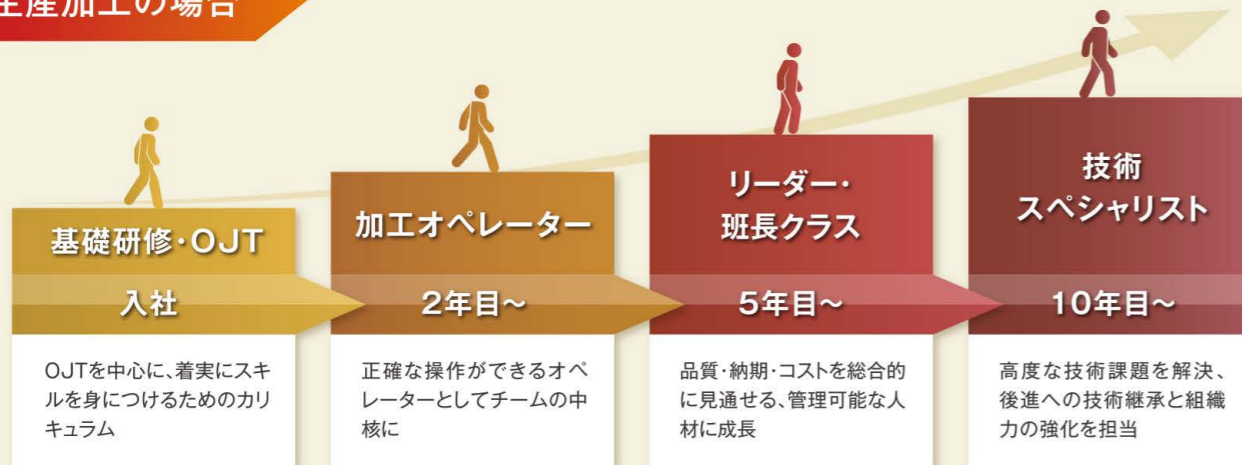 生産加工の場合
基礎研修・OJT
入社
OJTを中心に、着実にスキ
ルを身につけるためのカリ
キュラム
加工オペレーター
2年目～
正確な操作ができるオペ
レーターとしてチームの中
核に
リーダー・
班長クラス
5年目～
品質・納期・コストを総合的
に見通せる、管理可能な人
材に成長
技術
スペシャリスト
10年目～
高度な技術課題を解決、
後進への技術継承と組織
力の強化を担当